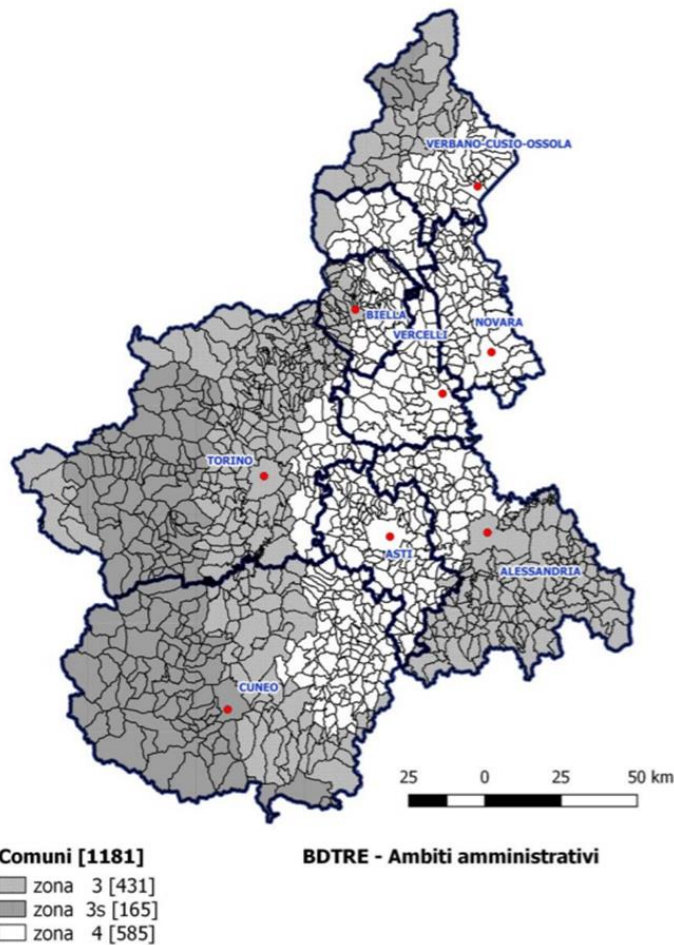 VERBANO-CUSIO-OSSOLA
BIELLA
NOVARA
VERCELLI
TORINO
ASTI
ALESSANDRIA
CUNEO
25 0 25 50 km
Comuni [1181]
BDTRE - Ambiti amministrativi
zona 3 [431]
zona 3s [165]
zona 4 [585]